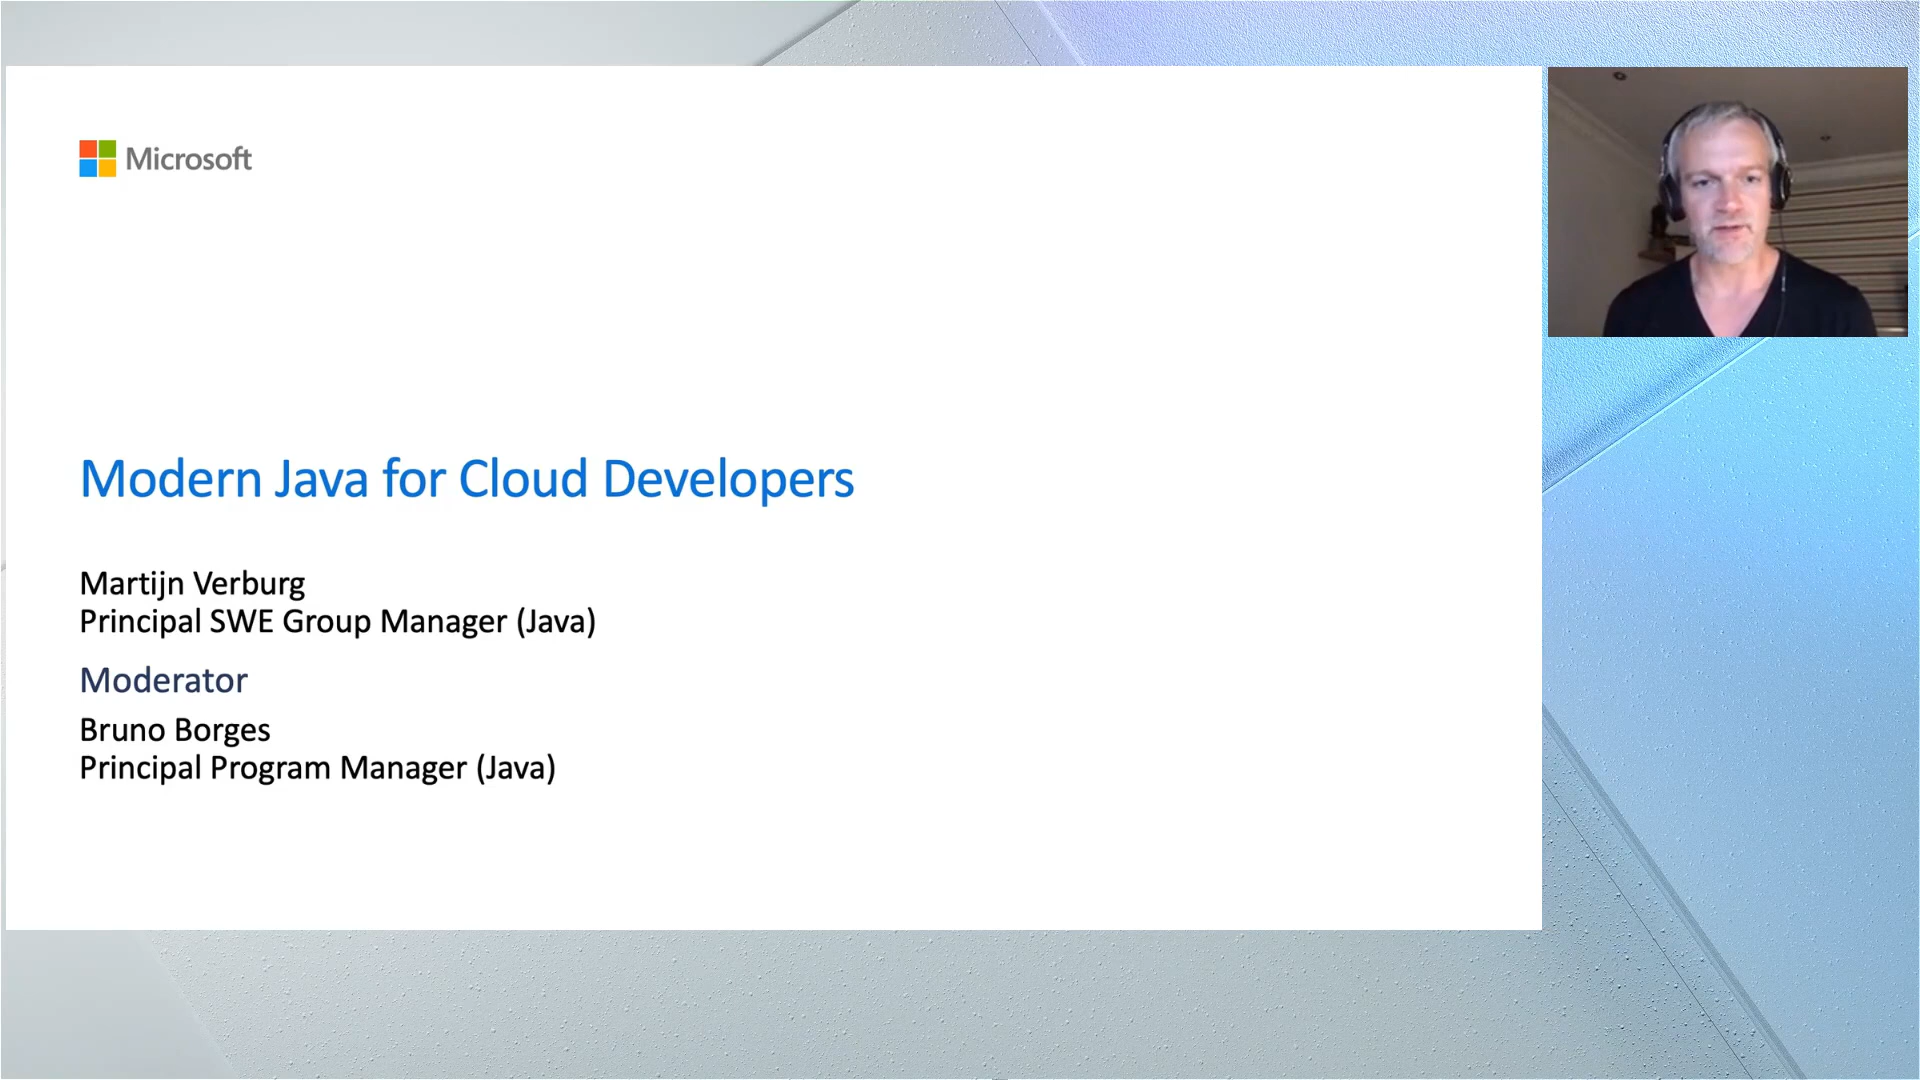 Microsoft
Modern Java for Cloud Developers
Martijn Verburg
Principal SWE Group Manager (Java)
Moderator
Bruno Borges
Principal Program Manager (Java)